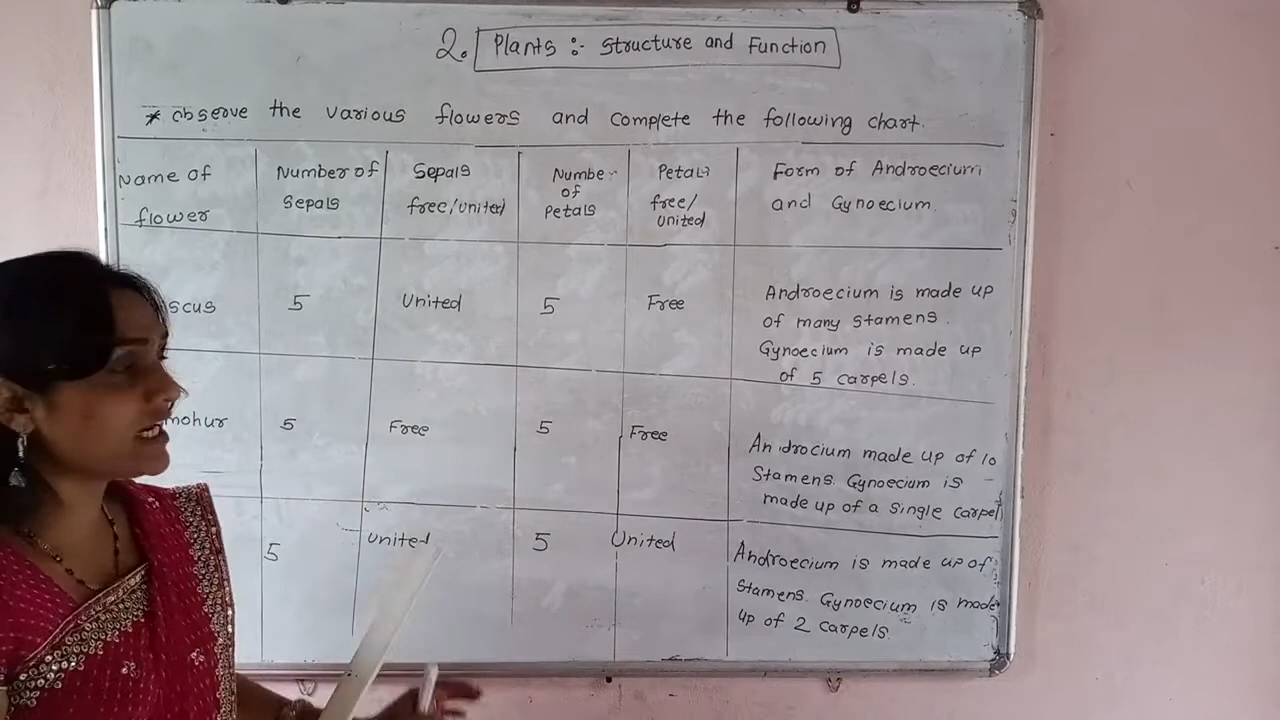 2. Plants :- Structure and Function
* Observe the various flowers and complete the following chart.
Name of flower
Number of Sepals
Sepals free/united
Number of Petals
Petals free/united
Form of Androecium and Gynoecium.
scus
5
United
5
Free
Androecium is made up
of many stamens.
Gynoecium is made up
of 5 carpels.
mohur
5
Free
5
Free
Androcium made up of 10
Stamens. Gynoecium is
made up of a single carpel
5
United
5
United
Androecium is made up of
Stamens. Gynoecium is made
up of 2 carpels.